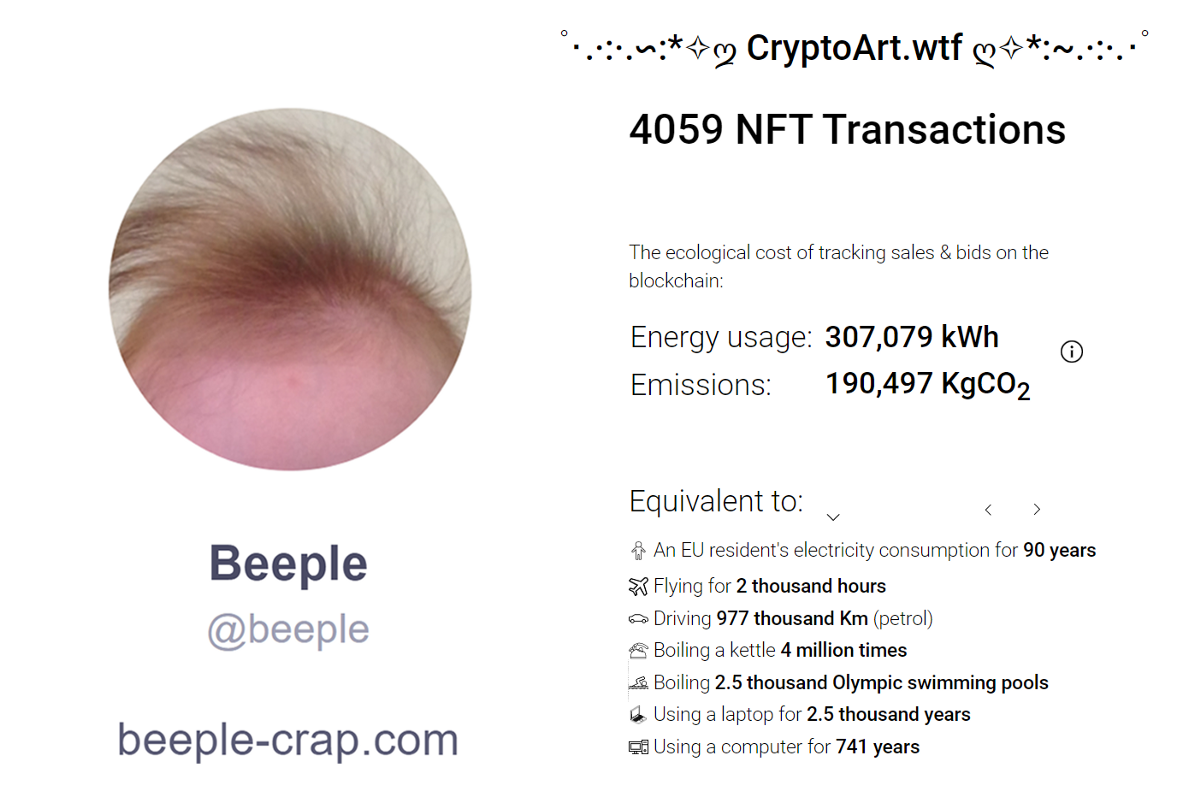 ˚·.·:·.∽:*✧ღ CryptoArt.wtf ღ✧*:~.·:·.·˚
4059 NFT Transactions
The ecological cost of tracking sales & bids on the
blockchain:
Energy usage: 307,079 kWh
Emissions: 190,497 KgCO₂
Equivalent to:
An EU resident's electricity consumption for 90 years
Flying for 2 thousand hours
Driving 977 thousand Km (petrol)
Boiling a kettle 4 million times
Boiling 2.5 thousand Olympic swimming pools
Using a laptop for 2.5 thousand years
Using a computer for 741 years
Beeple
@beeple
beeple-crap.com